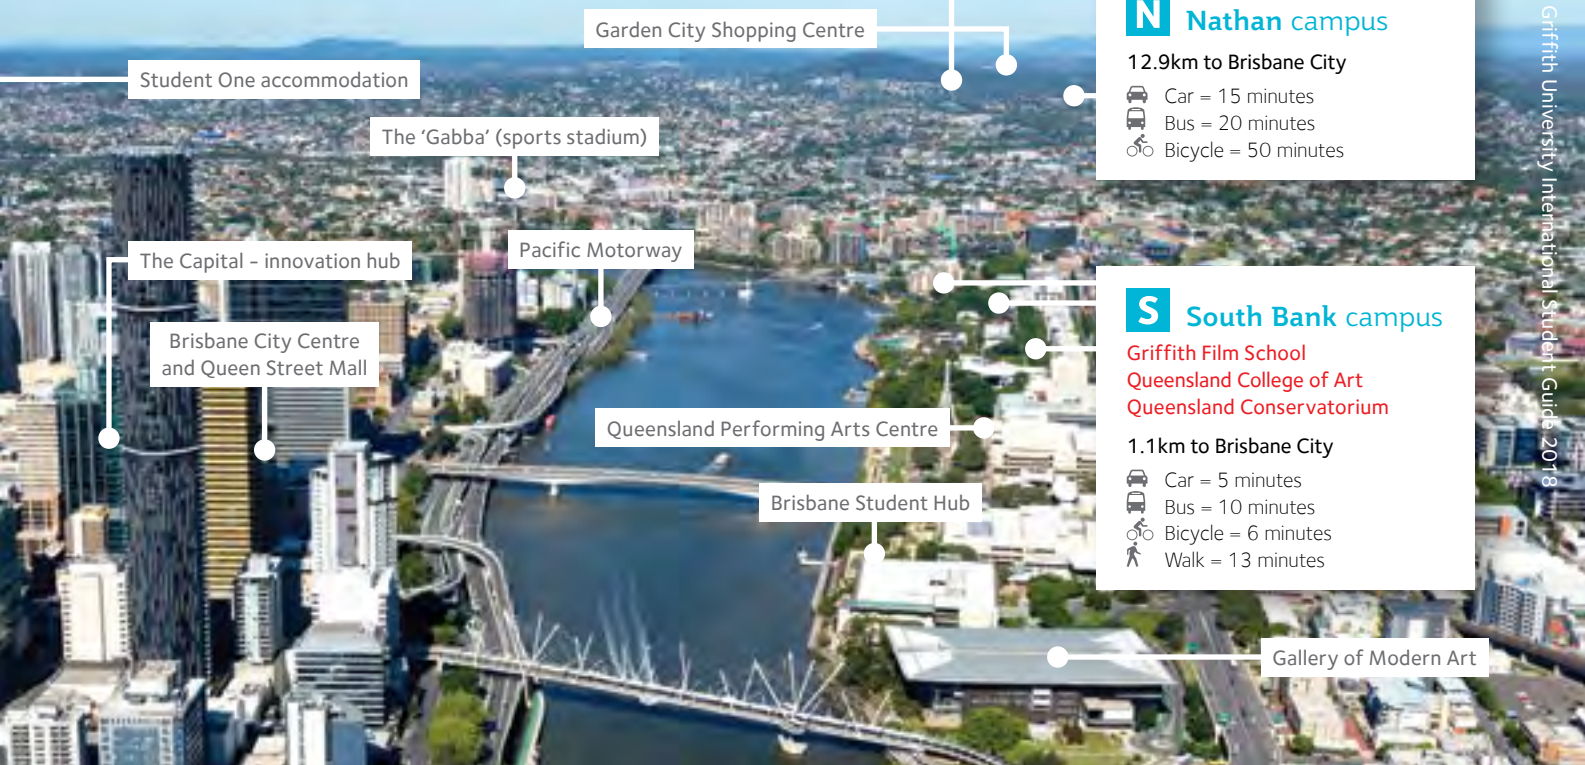 Garden City Shopping Centre
Student One accommodation
The ‘Gabba’ (sports stadium)
The Capital - innovation hub
Pacific Motorway
Brisbane City Centre
and Queen Street Mall
Queensland Performing Arts Centre
Brisbane Student Hub
Gallery of Modern Art
N Nathan campus
12.9km to Brisbane City
Car = 15 minutes
Bus = 20 minutes
Bicycle = 50 minutes
S South Bank campus
Griffith Film School
Queensland College of Art
Queensland Conservatorium
1.1km to Brisbane City
Car = 5 minutes
Bus = 10 minutes
Bicycle = 6 minutes
Walk = 13 minutes
Griffith University International Student Guide 2018